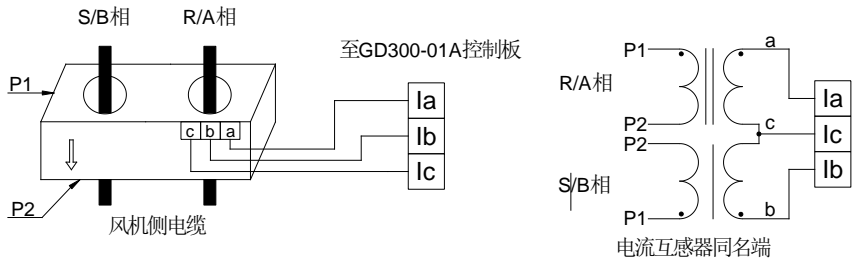 S/B相
R/A相
至GD300-01A控制板
P1
c b a
Ia
Ib
Ic
P2
风机侧电缆
P1
a
R/A相
Ia
P2
c
Ic
P2
Ib
S/B相
P1
b
电流互感器同名端